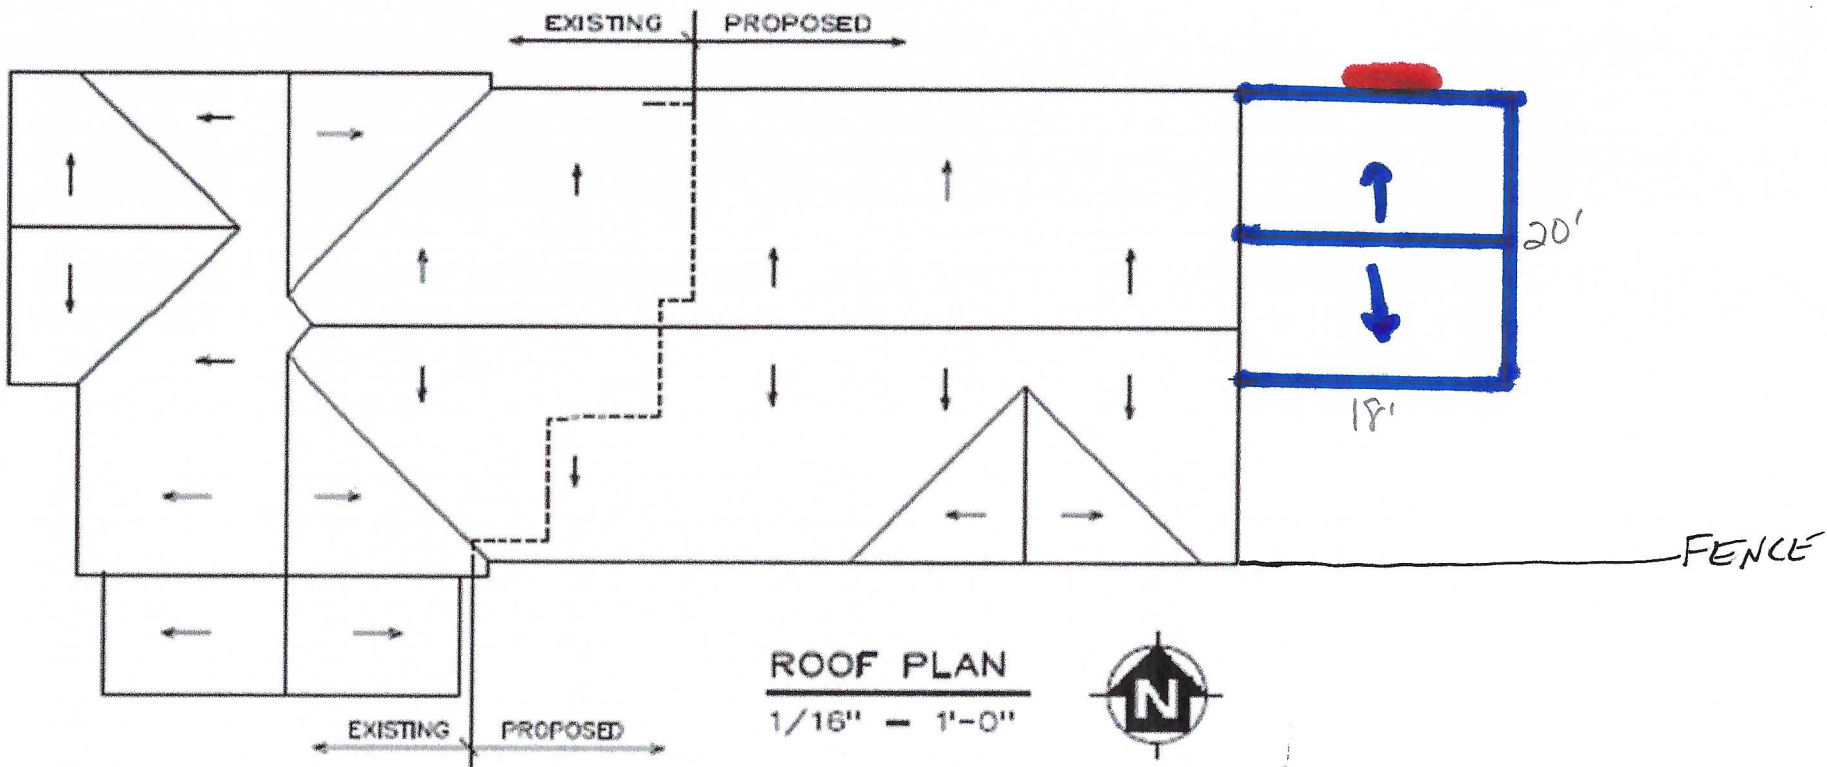 EXISTING PROPOSED
20'
18'
FENCE
ROOF PLAN
1/16" - 1'-0"
N
EXISTING PROPOSED